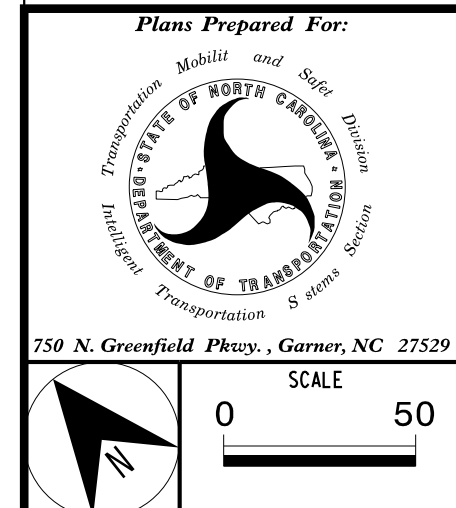 Plans Prepared For:
Transportation Mobilit and Safet Division
STATE OF NORTH CAROLINA
DEPARTMENT OF TRANSPORTATION
Intelligent Transportation S stems Section
750 N. Greenfield Pkwy. , Garner, NC 27529
SCALE
0 50
N